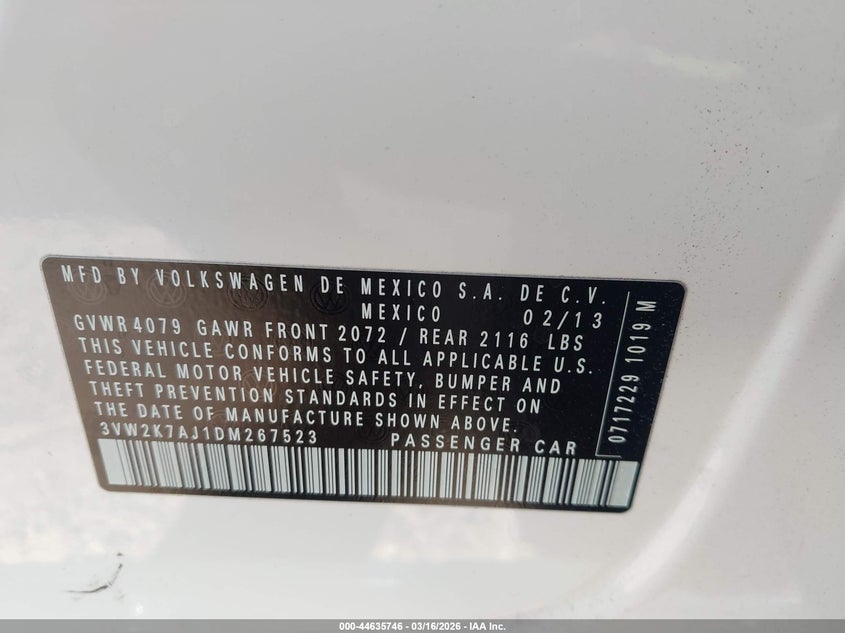 MFD BY VOLKSWAGEN DE MEXICO S.A. DE C.V.
MEXICO 02/13
GVWR 4079 GAWR FRONT 2072 / REAR 2116 LBS
THIS VEHICLE CONFORMS TO ALL APPLICABLE U.S.
FEDERAL MOTOR VEHICLE SAFETY, BUMPER AND
THEFT PREVENTION STANDARDS IN EFFECT ON
THE DATE OF MANUFACTURE SHOWN ABOVE.
3VW2K7AJ1DM267523 PASSENGER CAR
0717229 1019 M
000-44635746 - 03/16/2026 - IAA Inc.